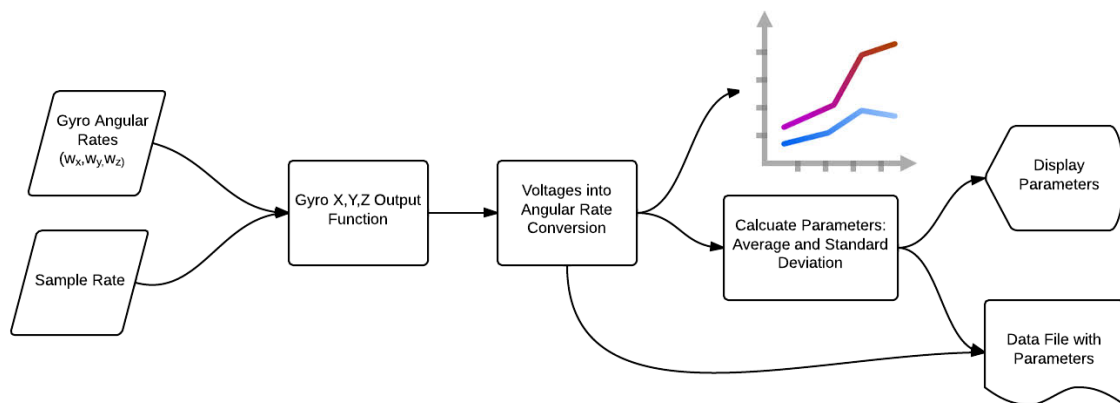 Gyro Angular
Rates
(wx,wy,wz)
Sample Rate
Gyro X,Y,Z Output
Function
Voltages into
Angular Rate
Conversion
Calcuate Parameters:
Average and Standard
Deviation
Display
Parameters
Data File with
Parameters